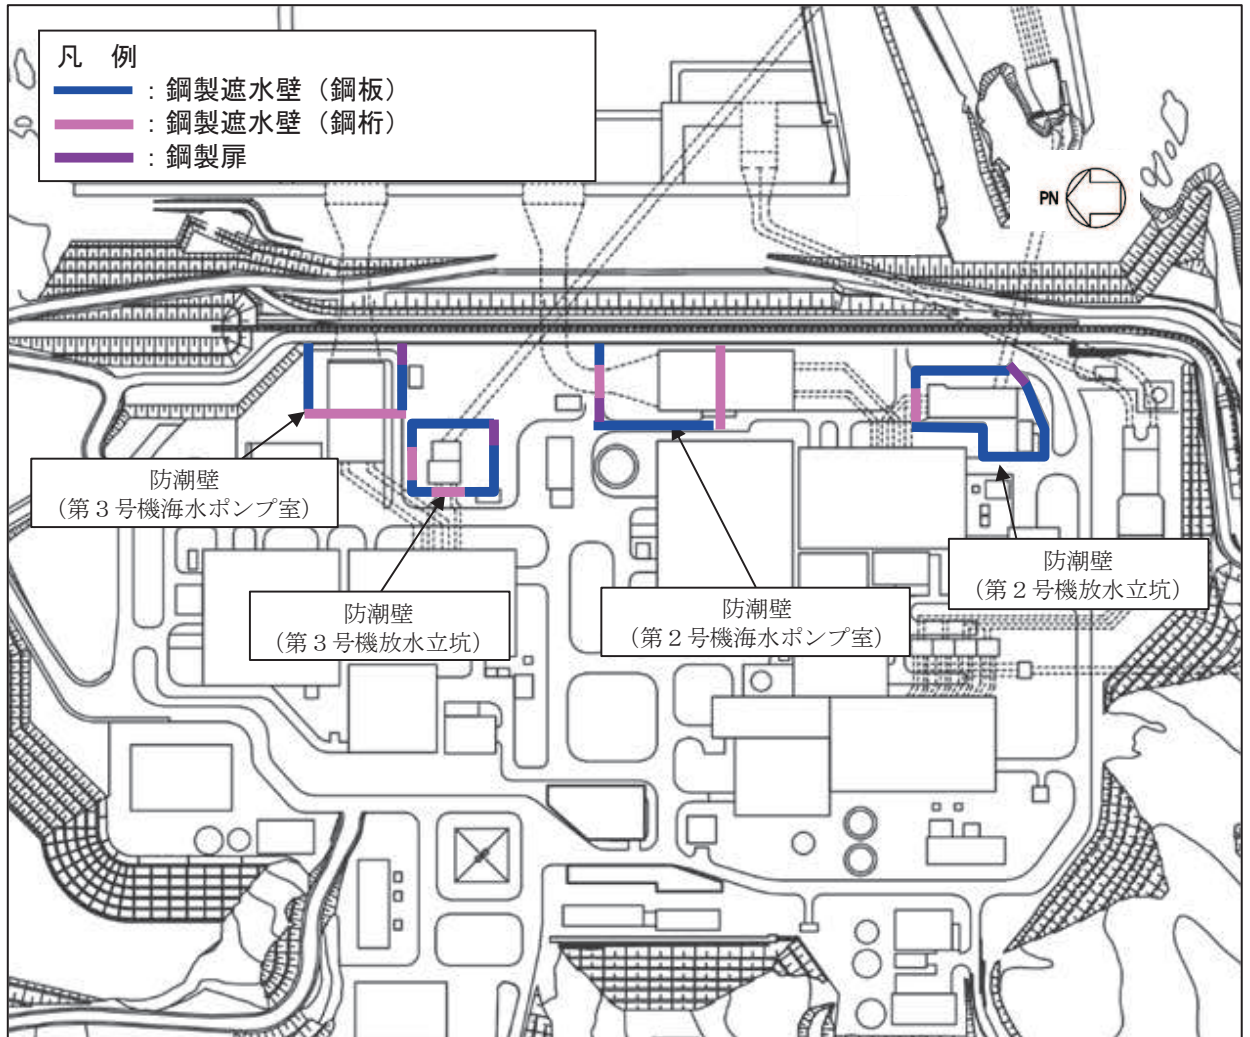 凡　例
：鋼製遮水壁（鋼板）
：鋼製遮水壁（鋼桁）
：鋼製扉
PN
防潮壁
（第３号機海水ポンプ室）
防潮壁
（第３号機放水立坑）
防潮壁
（第２号機海水ポンプ室）
防潮壁
（第２号機放水立坑）